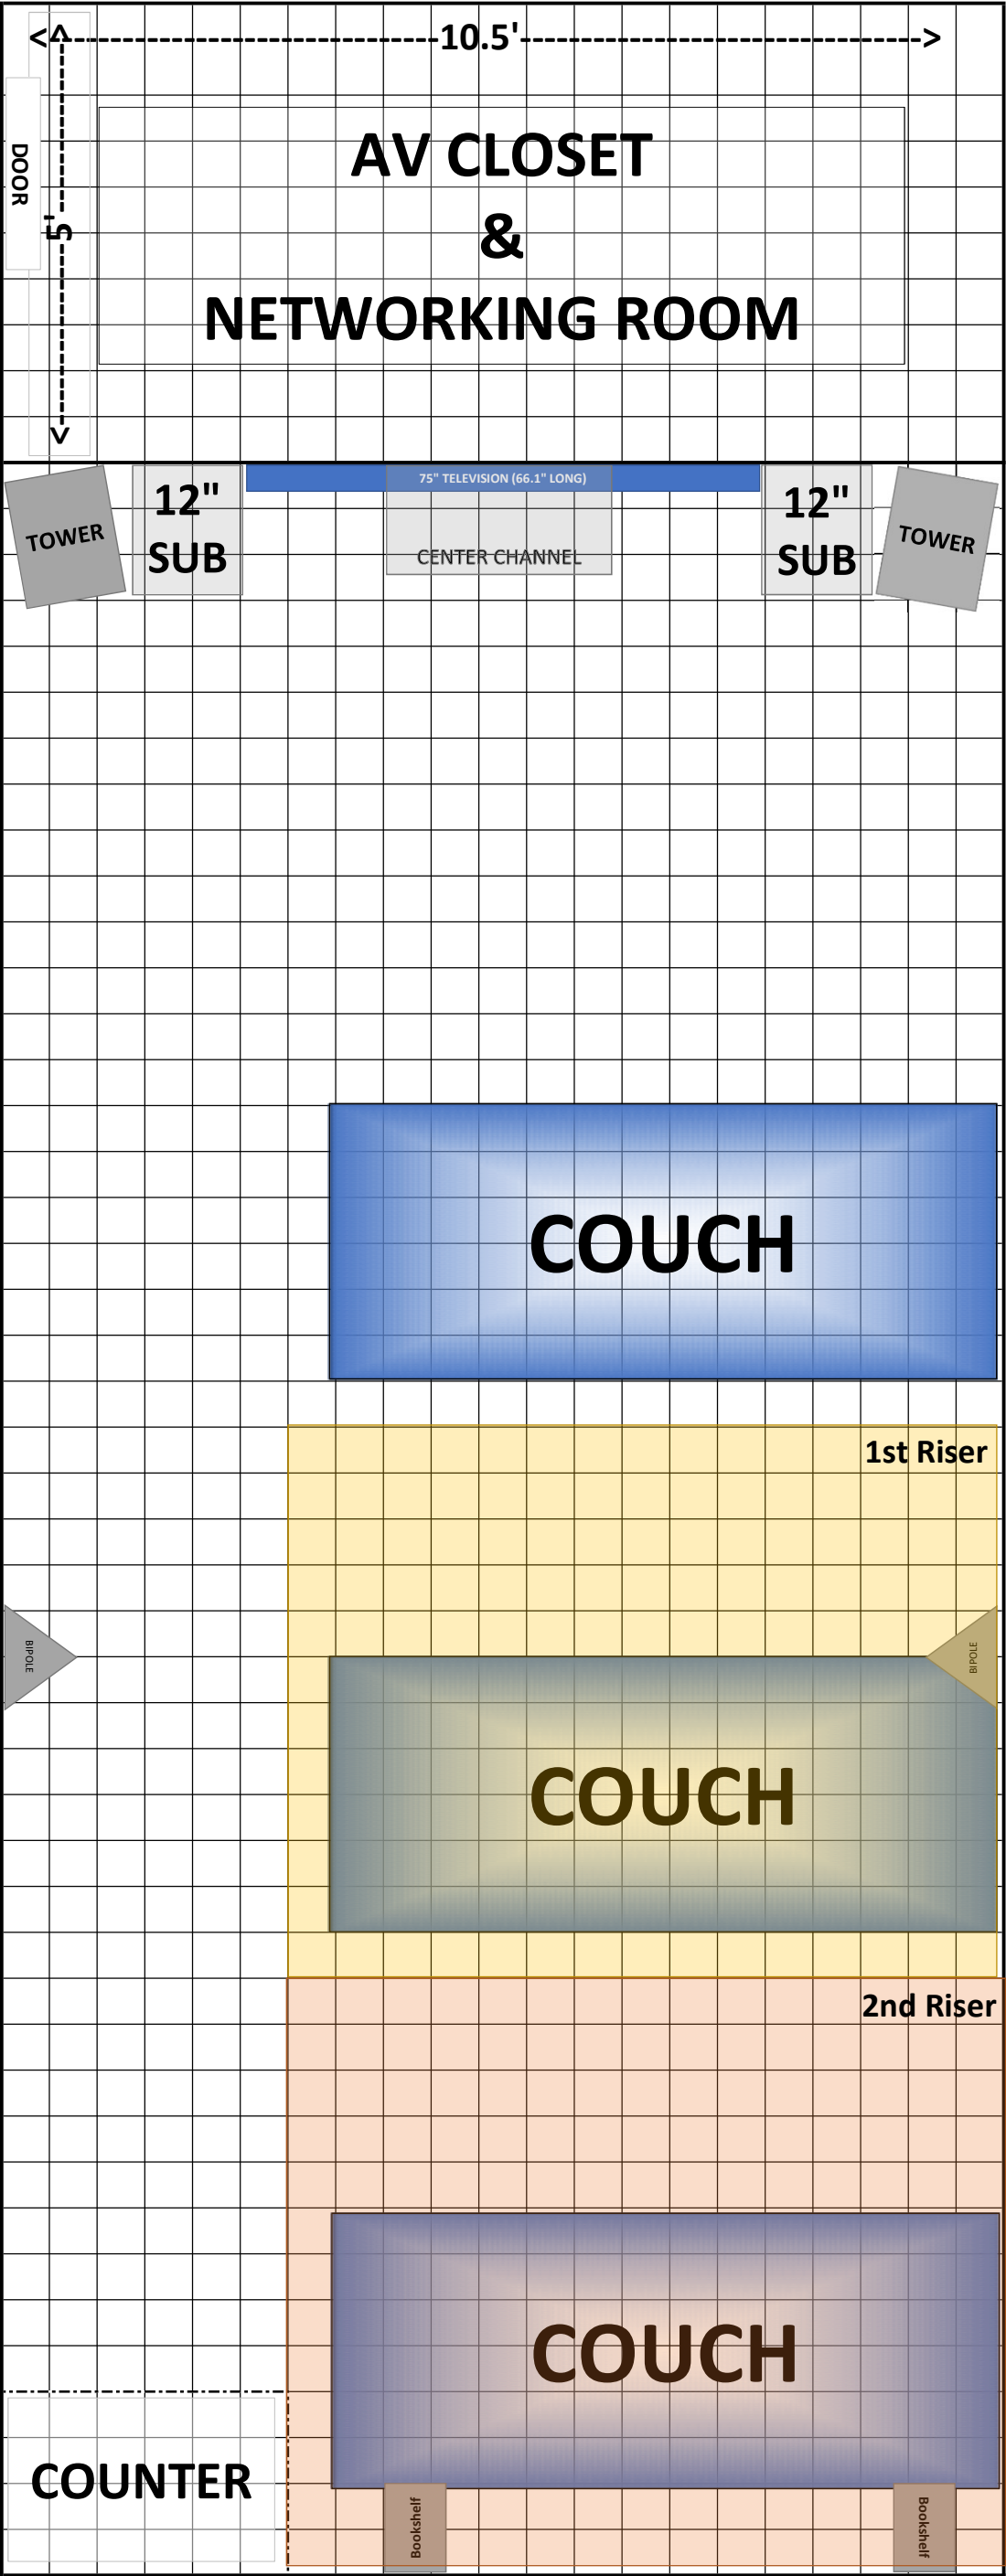 <---------------------------------10.5'---------------------------------->
<-----------5'------------->
DOOR
AV CLOSET
&
NETWORKING ROOM
TOWER
12"
SUB
75" TELEVISION (66.1" LONG)
CENTER CHANNEL
12"
SUB
TOWER
COUCH
1st Riser
BIPOLE
BIPOLE
COUCH
2nd Riser
COUCH
COUNTER
Bookshelf
Bookshelf